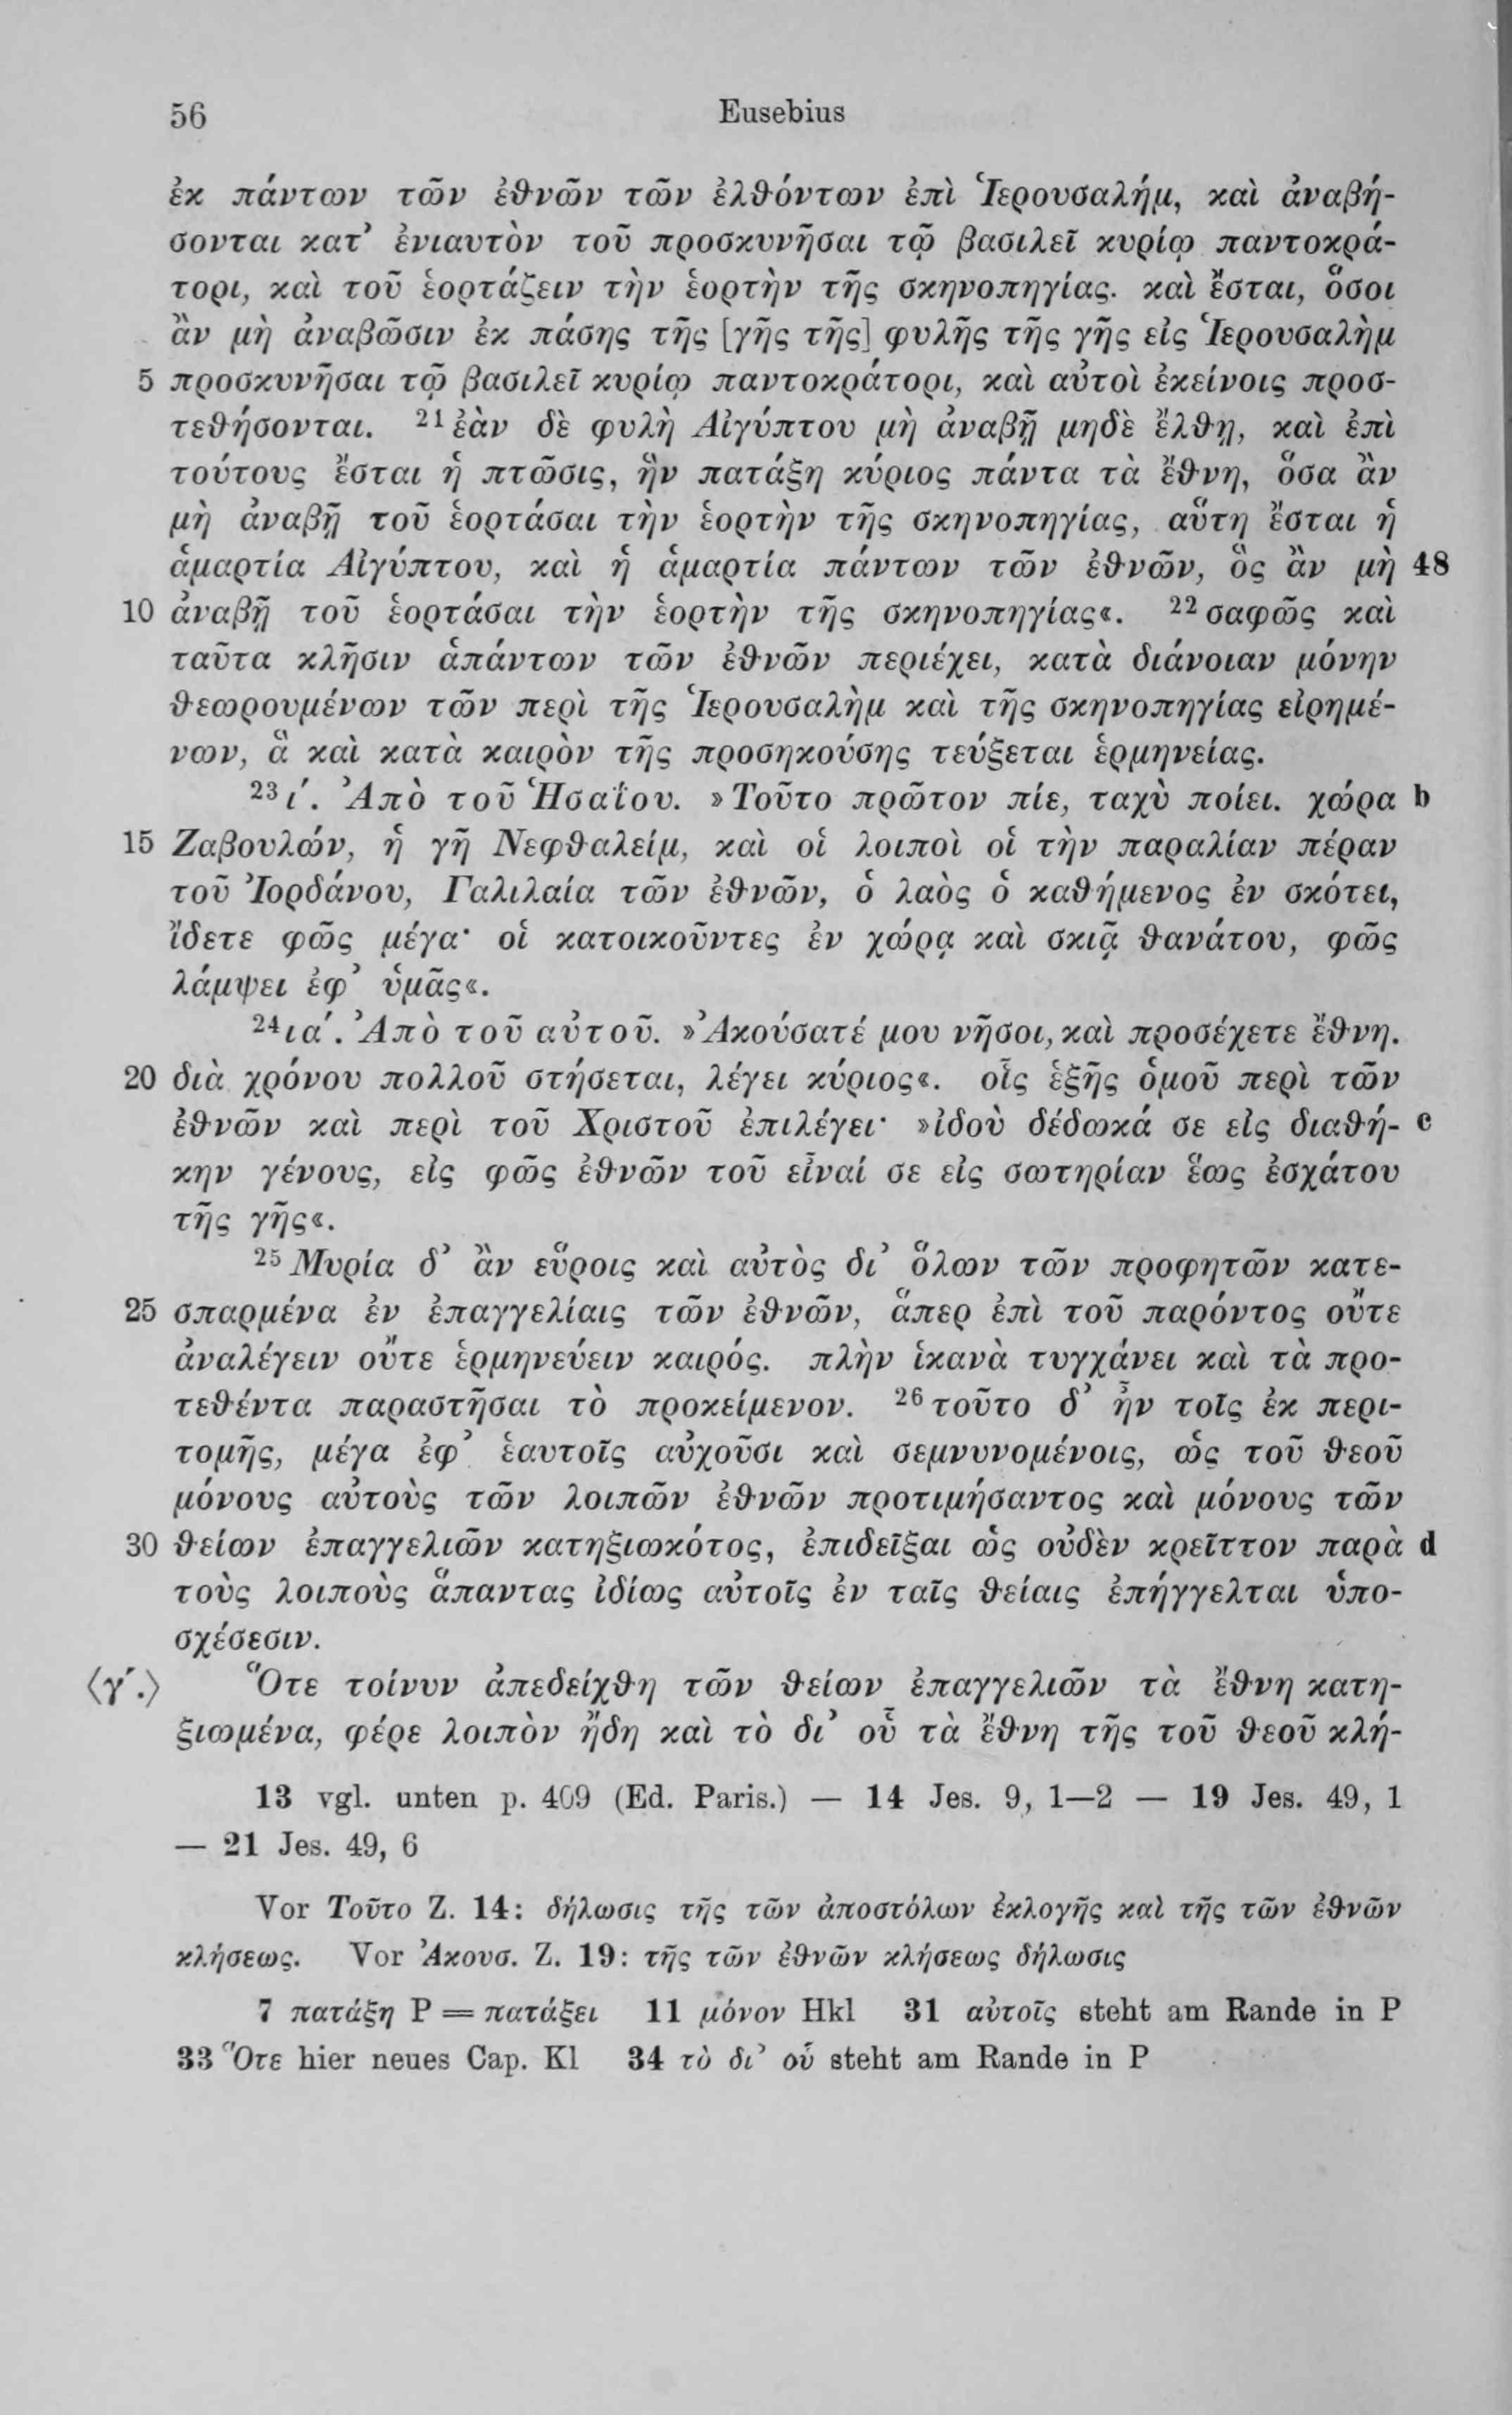 56 Eusebius
ἐκ πάντων τῶν ἐθνῶν τῶν ἐλθόντων ἐπὶ Ἱερουσαλήμ, καὶ ἀναβή-
σονται κατ’ ἐνιαυτὸν τοῦ προσκυνῆσαι τῷ βασιλεῖ κυρίῳ παντοκρά-
τορι, καὶ τοῦ ἑορτάζειν τὴν ἑορτὴν τῆς σκηνοπηγίας. καὶ ἔσται, ὅσοι
ἂν μὴ ἀναβῶσιν ἐκ πάσης τῆς [γῆς τῆς] φυλῆς τῆς γῆς εἰς Ἱερουσαλὴμ
5 προσκυνῆσαι τῷ βασιλεῖ κυρίῳ παντοκράτορι, καὶ αὐτοὶ ἐκείνοις προσ-
τεθήσονται. ²¹ ἐὰν δὲ φυλὴ Αἰγύπτου μὴ ἀναβῇ μηδὲ ἔλθῃ, καὶ ἐπὶ
τούτους ἔσται ἡ πτῶσις, ἣν πατάξη κύριος πάντα τὰ ἔθνη, ὅσα ἂν
μὴ ἀναβῇ τοῦ ἑορτάσαι τὴν ἑορτὴν τῆς σκηνοπηγίας, αὕτη ἔσται ἡ
ἁμαρτία Αἰγύπτου, καὶ ἡ ἁμαρτία πάντων τῶν ἐθνῶν, ὃς ἂν μὴ 48
10 ἀναβῇ τοῦ ἑορτάσαι τὴν ἑορτὴν τῆς σκηνοπηγίας«. ²² σαφῶς καὶ
ταῦτα κλῆσιν ἁπάντων τῶν ἐθνῶν περιέχει, κατὰ διάνοιαν μόνην
θεωρουμένων τῶν περὶ τῆς Ἱερουσαλὴμ καὶ τῆς σκηνοπηγίας εἰρημέ-
νων, ἃ καὶ κατὰ καιρὸν τῆς προσηκούσης τεύξεται ἑρμηνείας.
²³ ι′. Ἀπὸ τοῦ Ἡσαΐου. »Τοῦτο πρῶτον πίε, ταχὺ ποίει. χώρα b
15 Ζαβουλών, ἡ γῆ Νεφθαλείμ, καὶ οἱ λοιποὶ οἱ τὴν παραλίαν πέραν
τοῦ Ἰορδάνου, Γαλιλαία τῶν ἐθνῶν, ὁ λαὸς ὁ καθήμενος ἐν σκότει,
ἴδετε φῶς μέγα· οἱ κατοικοῦντες ἐν χώρᾳ καὶ σκιᾷ θανάτου, φῶς
λάμψει ἐφ’ ὑμᾶς«.
²⁴ ια′. Ἀπὸ τοῦ αὐτοῦ. »Ἀκούσατέ μου νῆσοι, καὶ προσέχετε ἔθνη.
20 διὰ χρόνου πολλοῦ στήσεται, λέγει κύριος«. οἷς ἑξῆς ὁμοῦ περὶ τῶν
ἐθνῶν καὶ περὶ τοῦ Χριστοῦ ἐπιλέγει· »ἰδοὺ δέδωκά σε εἰς διαθή- c
κην γένους, εἰς φῶς ἐθνῶν τοῦ εἶναί σε εἰς σωτηρίαν ἕως ἐσχάτου
τῆς γῆς«.
²⁵ Μυρία δ’ ἂν εὕροις καὶ αὐτὸς δι’ ὅλων τῶν προφητῶν κατε-
25 σπαρμένα ἐν ἐπαγγελίαις τῶν ἐθνῶν, ἅπερ ἐπὶ τοῦ παρόντος οὔτε
ἀναλέγειν οὔτε ἑρμηνεύειν καιρός. πλὴν ἱκανὰ τυγχάνει καὶ τὰ προ-
τεθέντα παραστῆσαι τὸ προκείμενον. ²⁶ τοῦτο δ’ ἦν τοῖς ἐκ περι-
τομῆς, μέγα ἐφ’ ἑαυτοῖς αὐχοῦσι καὶ σεμνυνομένοις, ὡς τοῦ θεοῦ
μόνους αὐτοὺς τῶν λοιπῶν ἐθνῶν προτιμήσαντος καὶ μόνους τῶν
30 θείων ἐπαγγελιῶν κατηξιωκότος, ἐπιδεῖξαι ὡς οὐδὲν κρεῖττον παρὰ d
τοὺς λοιποὺς ἅπαντας ἰδίως αὐτοῖς ἐν ταῖς θείαις ἐπήγγελται ὑπο-
σχέσεσιν.
⟨γ′.⟩ Ὅτε τοίνυν ἀπεδείχθη τῶν θείων ἐπαγγελιῶν τὰ ἔθνη κατη-
ξιωμένα, φέρε λοιπὸν ἤδη καὶ τὸ δι’ οὗ τὰ ἔθνη τῆς τοῦ θεοῦ κλή-
13 vgl. unten p. 409 (Ed. Paris.) — 14 Jes. 9, 1—2 — 19 Jes. 49, 1
— 21 Jes. 49, 6
Vor Τοῦτο Z. 14: δήλωσις τῆς τῶν ἀποστόλων ἐκλογῆς καὶ τῆς τῶν ἐθνῶν
κλήσεως. Vor Ἀκουσ. Z. 19: τῆς τῶν ἐθνῶν κλήσεως δήλωσις
7 πατάξη P = πατάξει 11 μόνον Hkl 31 αὐτοῖς steht am Rande in P
33 Ὅτε hier neues Cap. Kl 34 τὸ δι’ οὗ steht am Rande in P